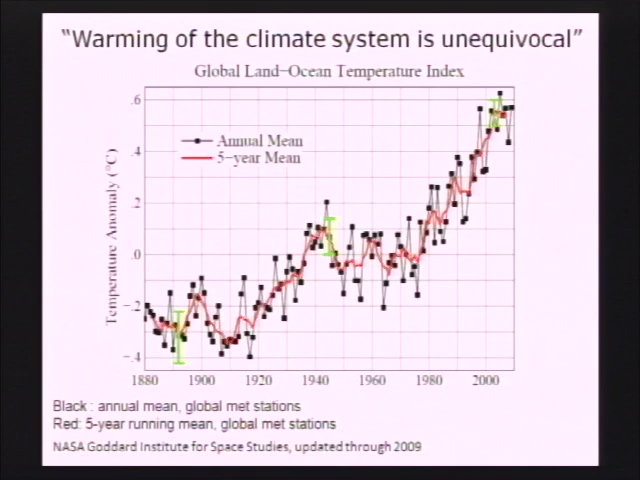 “Warming of the climate system is unequivocal”
Global Land−Ocean Temperature Index
.6
.4
.2
.0
−.2
−.4
Temperature Anomaly (°C)
Annual Mean
5−year Mean
1880 1900 1920 1940 1960 1980 2000
Black : annual mean, global met stations
Red: 5-year running mean, global met stations
NASA Goddard Institute for Space Studies, updated through 2009